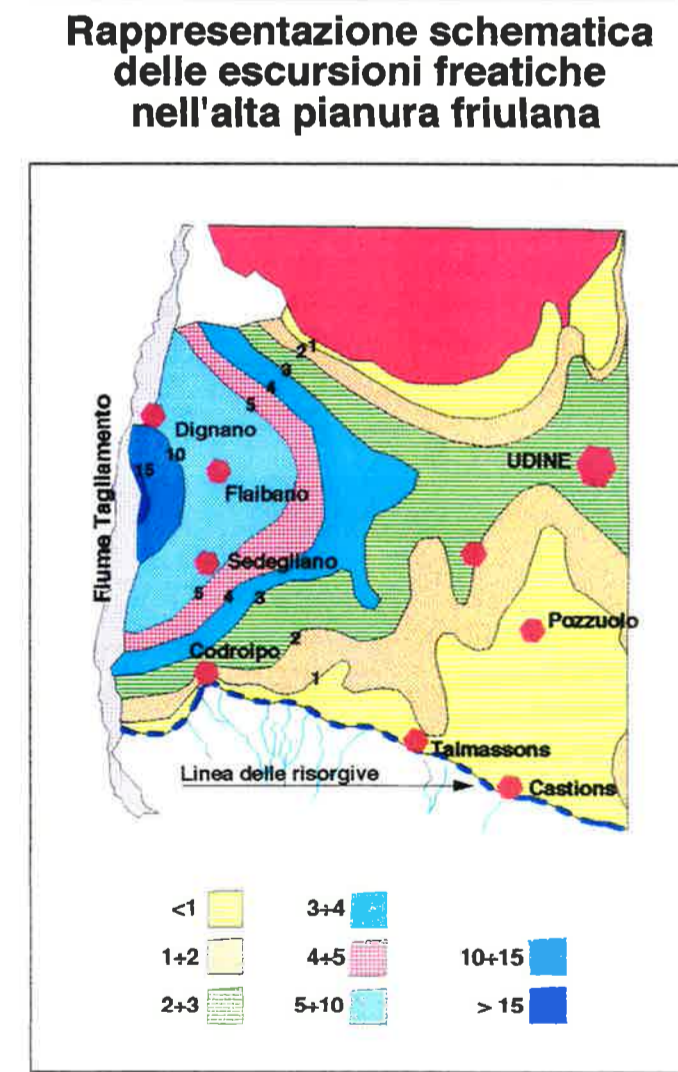 Rappresentazione schematica
delle escursioni freatiche
nell'alta pianura friulana
2 1
3
4
5
Dignano
10
15
UDINE
Flaibano
Fiume Tagliamento
Sedegliano
5 4 3
Pozzuolo
2
Codroipo
1
Talmassons
Linea delle risorgive
Castions
<1
3÷4
1÷2
4÷5
10÷15
2÷3
5÷10
> 15